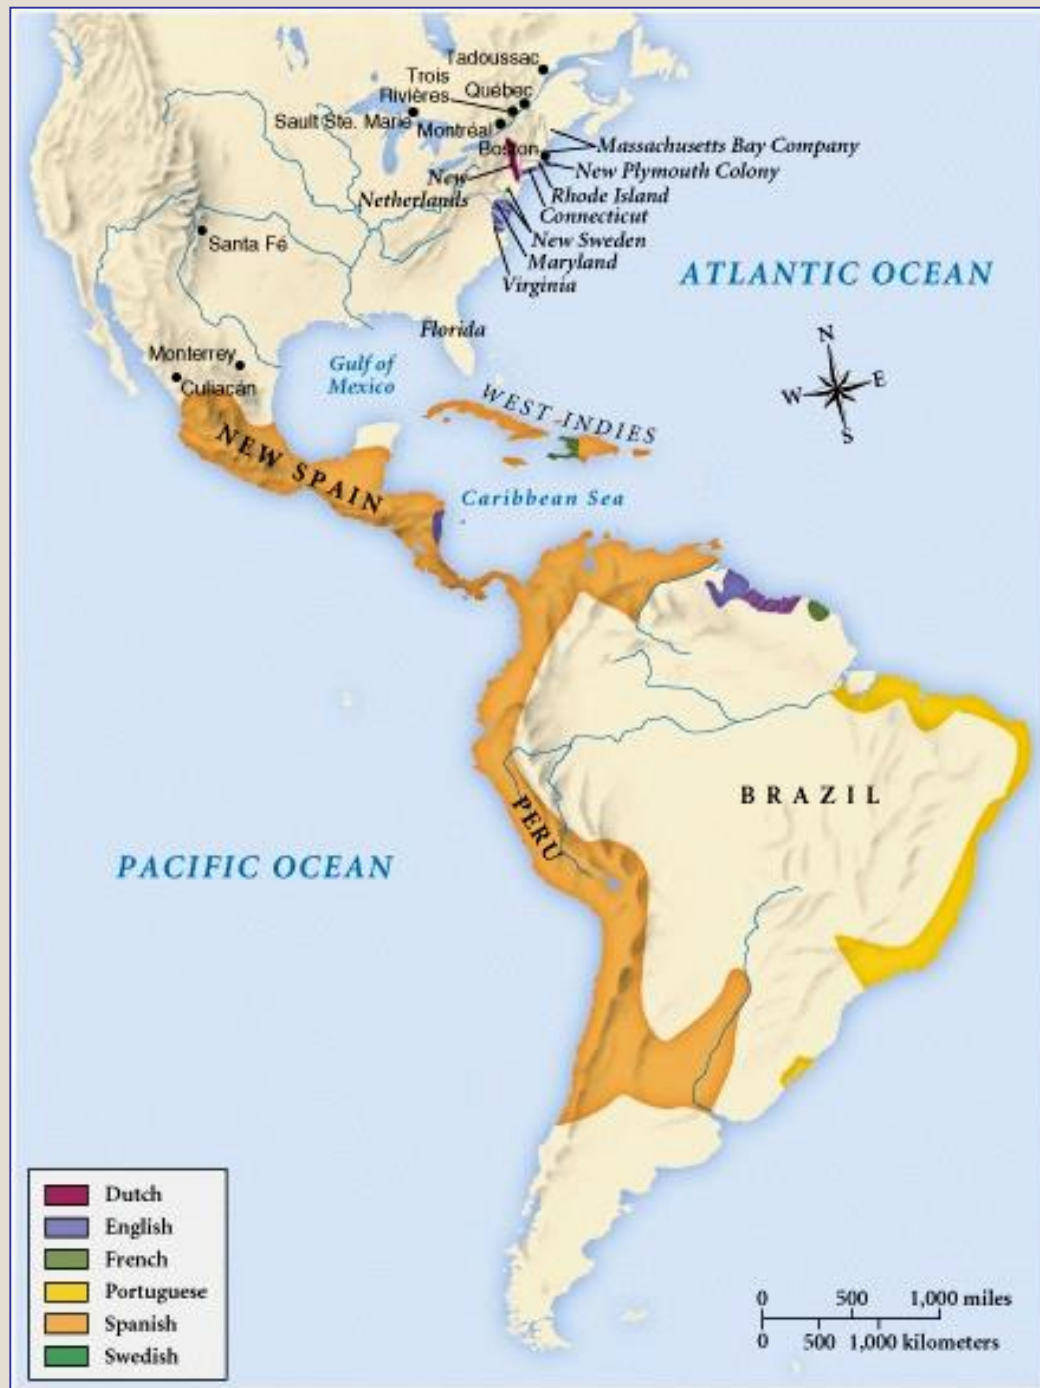 Tadoussac
Trois
Rivières
Québec
Sault Ste. Marie
Montréal
Boston
Massachusetts Bay Company
New Plymouth Colony
New
Netherlands
Rhode Island
Connecticut
New Sweden
Maryland
Virginia
Santa Fé
ATLANTIC OCEAN
Florida
Monterrey
Culiacán
Gulf of
Mexico
N
W
E
S
WEST INDIES
NEW SPAIN
Caribbean Sea
BRAZIL
PERU
PACIFIC OCEAN
Dutch
English
French
Portuguese
Spanish
Swedish
0 500 1,000 miles
0 500 1,000 kilometers